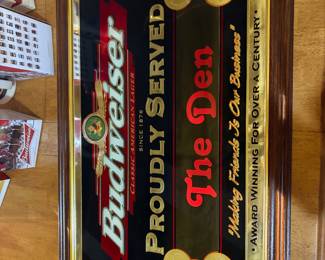 Budweiser
CLASSIC AMERICAN LAGER
SINCE 1876
PROUDLY SERVED
The Den
"Making Friends Is Our Business"
• AWARD WINNING FOR OVER A CENTURY •